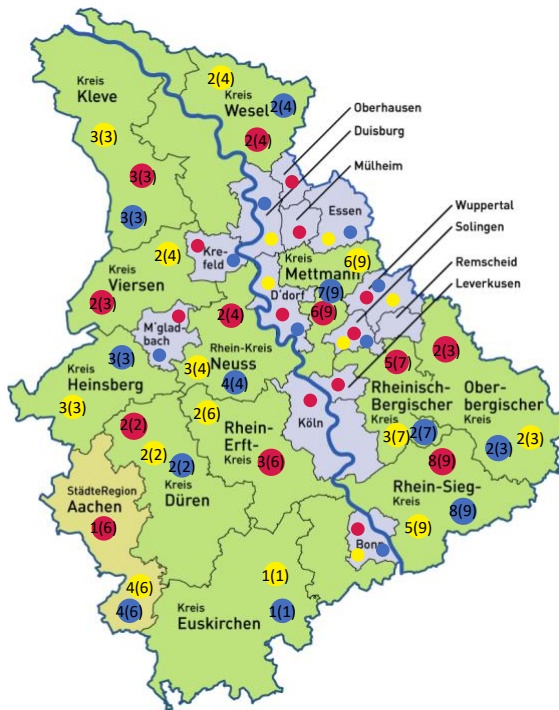 2(4)
Kreis
Kleve
Kreis
Wesel
2(4)
Oberhausen
Duisburg
3(3)
2(4)
Mülheim
3(3)
3(3)
Essen
Wuppertal
Solingen
2(4)
Kre-
feld
Kreis
Mettmann
6(9)
Remscheid
Kreis
Viersen
7(9)
Leverkusen
2(3)
2(4)
D'dorf
6(9)
M'glad
bach
3(3)
Rhein-Kreis
Neuss
2(3)
Kreis
Heinsberg
3(4)
4(4)
5(7)
3(3)
2(6)
Rheinisch-
Bergischer
Kreis
Ober-
bergischer
Kreis
2(2)
Rhein-
Erft-
Kreis
Köln
3(7)
2(7)
2(3)
2(3)
2(2)
2(2)
3(6)
8(9)
Kreis
Düren
Rhein-Sieg-
Kreis
StädteRegion
Aachen
8(9)
1(6)
5(9)
Bonn
4(6)
1(1)
4(6)
Kreis
Euskirchen
1(1)